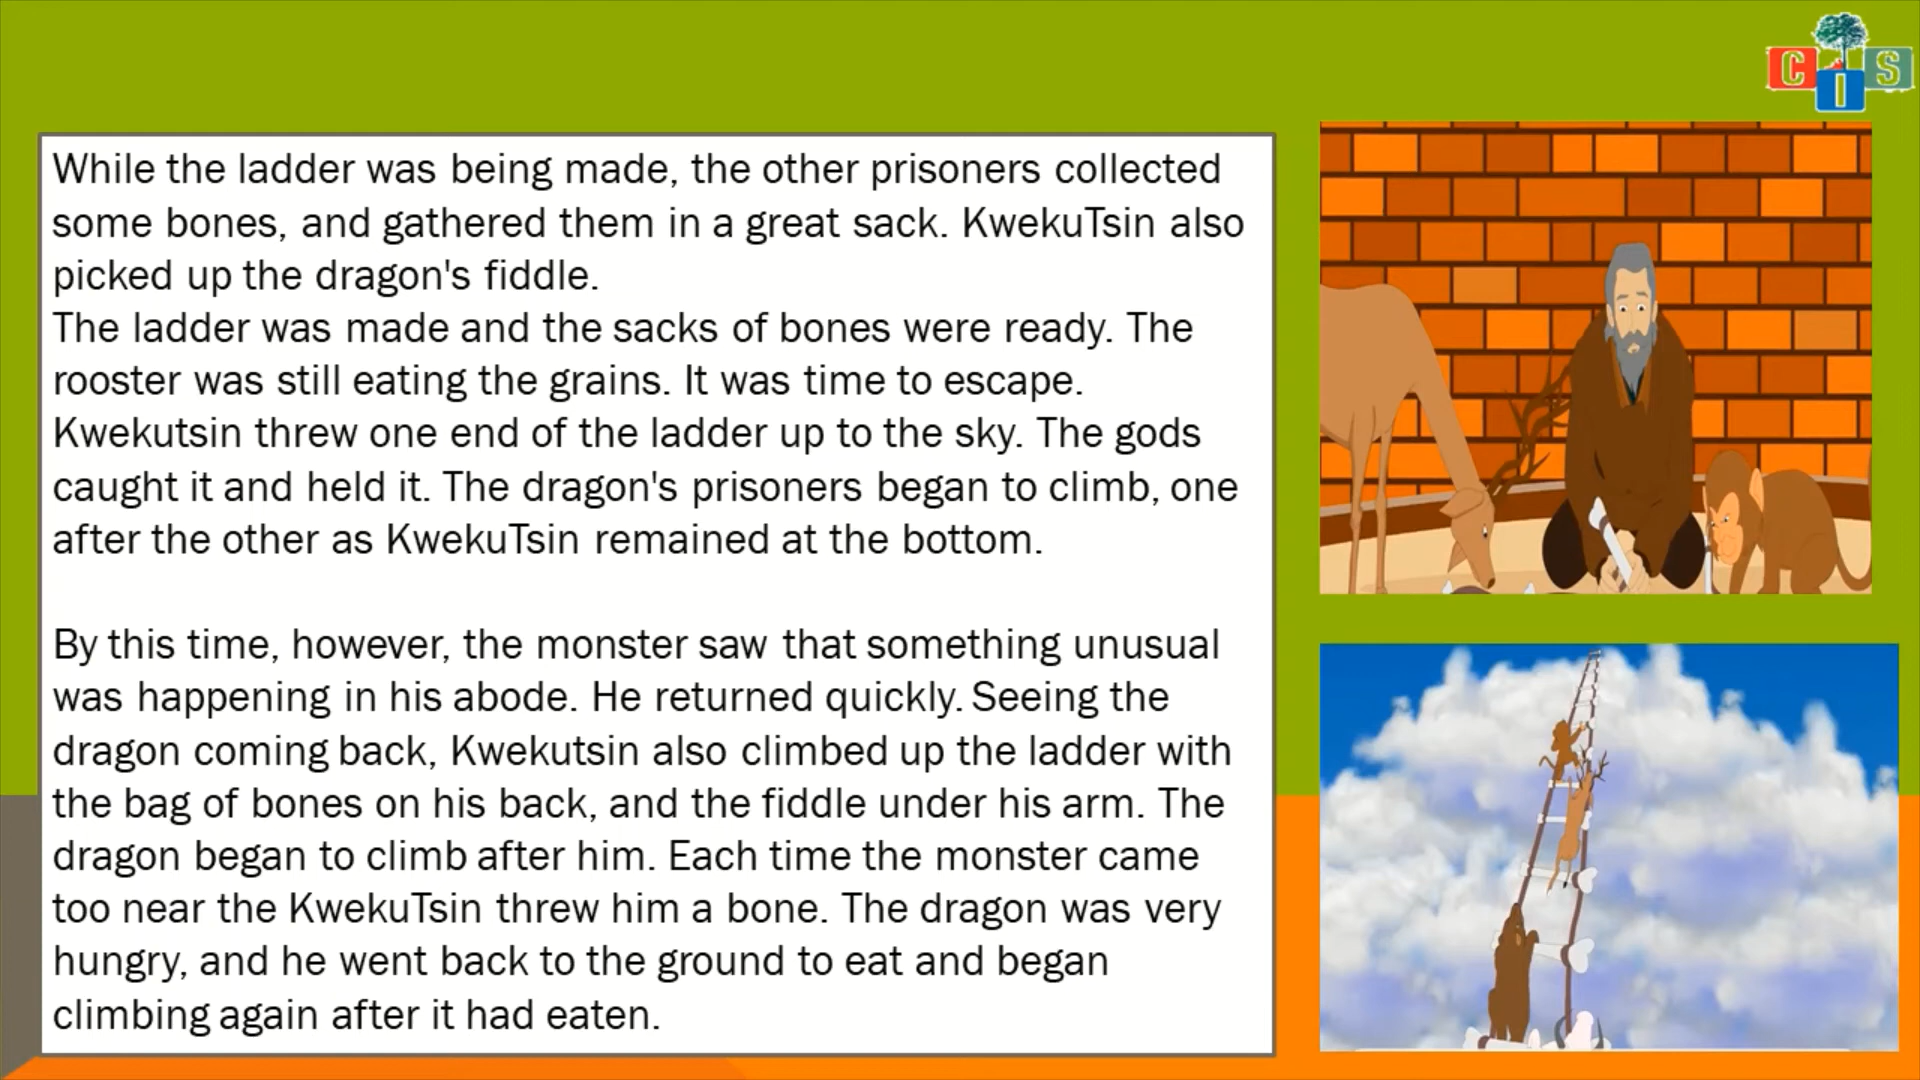 C I S
While the ladder was being made, the other prisoners collected
some bones, and gathered them in a great sack. KwekuTsin also
picked up the dragon's fiddle.
The ladder was made and the sacks of bones were ready. The
rooster was still eating the grains. It was time to escape.
Kwekutsin threw one end of the ladder up to the sky. The gods
caught it and held it. The dragon's prisoners began to climb, one
after the other as KwekuTsin remained at the bottom.
By this time, however, the monster saw that something unusual
was happening in his abode. He returned quickly. Seeing the
dragon coming back, Kwekutsin also climbed up the ladder with
the bag of bones on his back, and the fiddle under his arm. The
dragon began to climb after him. Each time the monster came
too near the KwekuTsin threw him a bone. The dragon was very
hungry, and he went back to the ground to eat and began
climbing again after it had eaten.